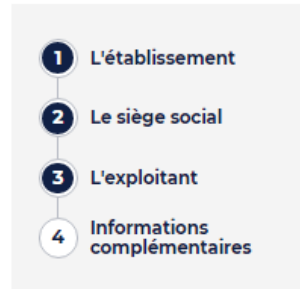 1 L'établissement
2 Le siège social
3 L'exploitant
4 Informations
complémentaires